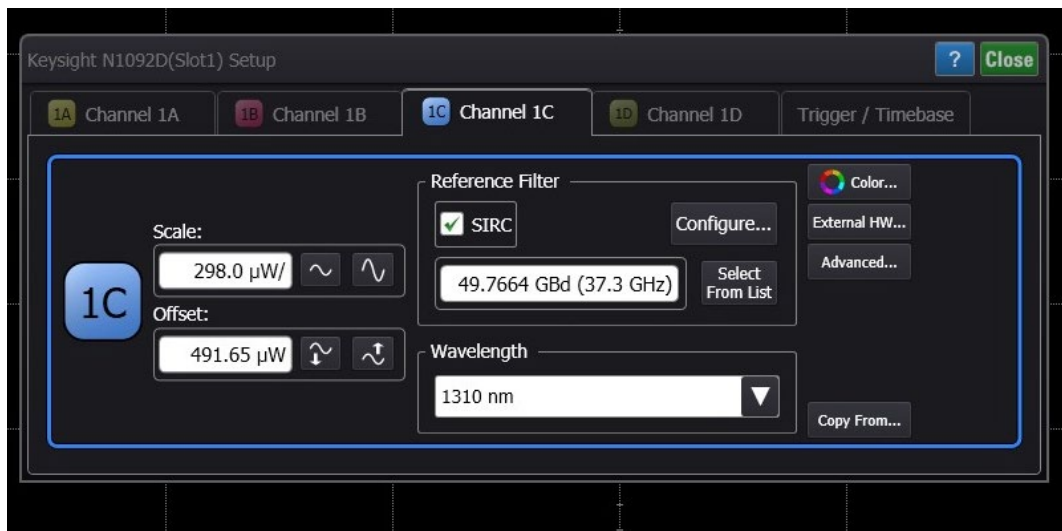 Keysight N1092D(Slot1) Setup
?
Close
1A Channel 1A
1B Channel 1B
1C Channel 1C
1D Channel 1D
Trigger / Timebase
1C
Scale:
298.0 µW/
Offset:
491.65 µW
Reference Filter
SIRC
Configure...
49.7664 GBd (37.3 GHz)
Select
From List
Wavelength
1310 nm
Color...
External HW...
Advanced...
Copy From...